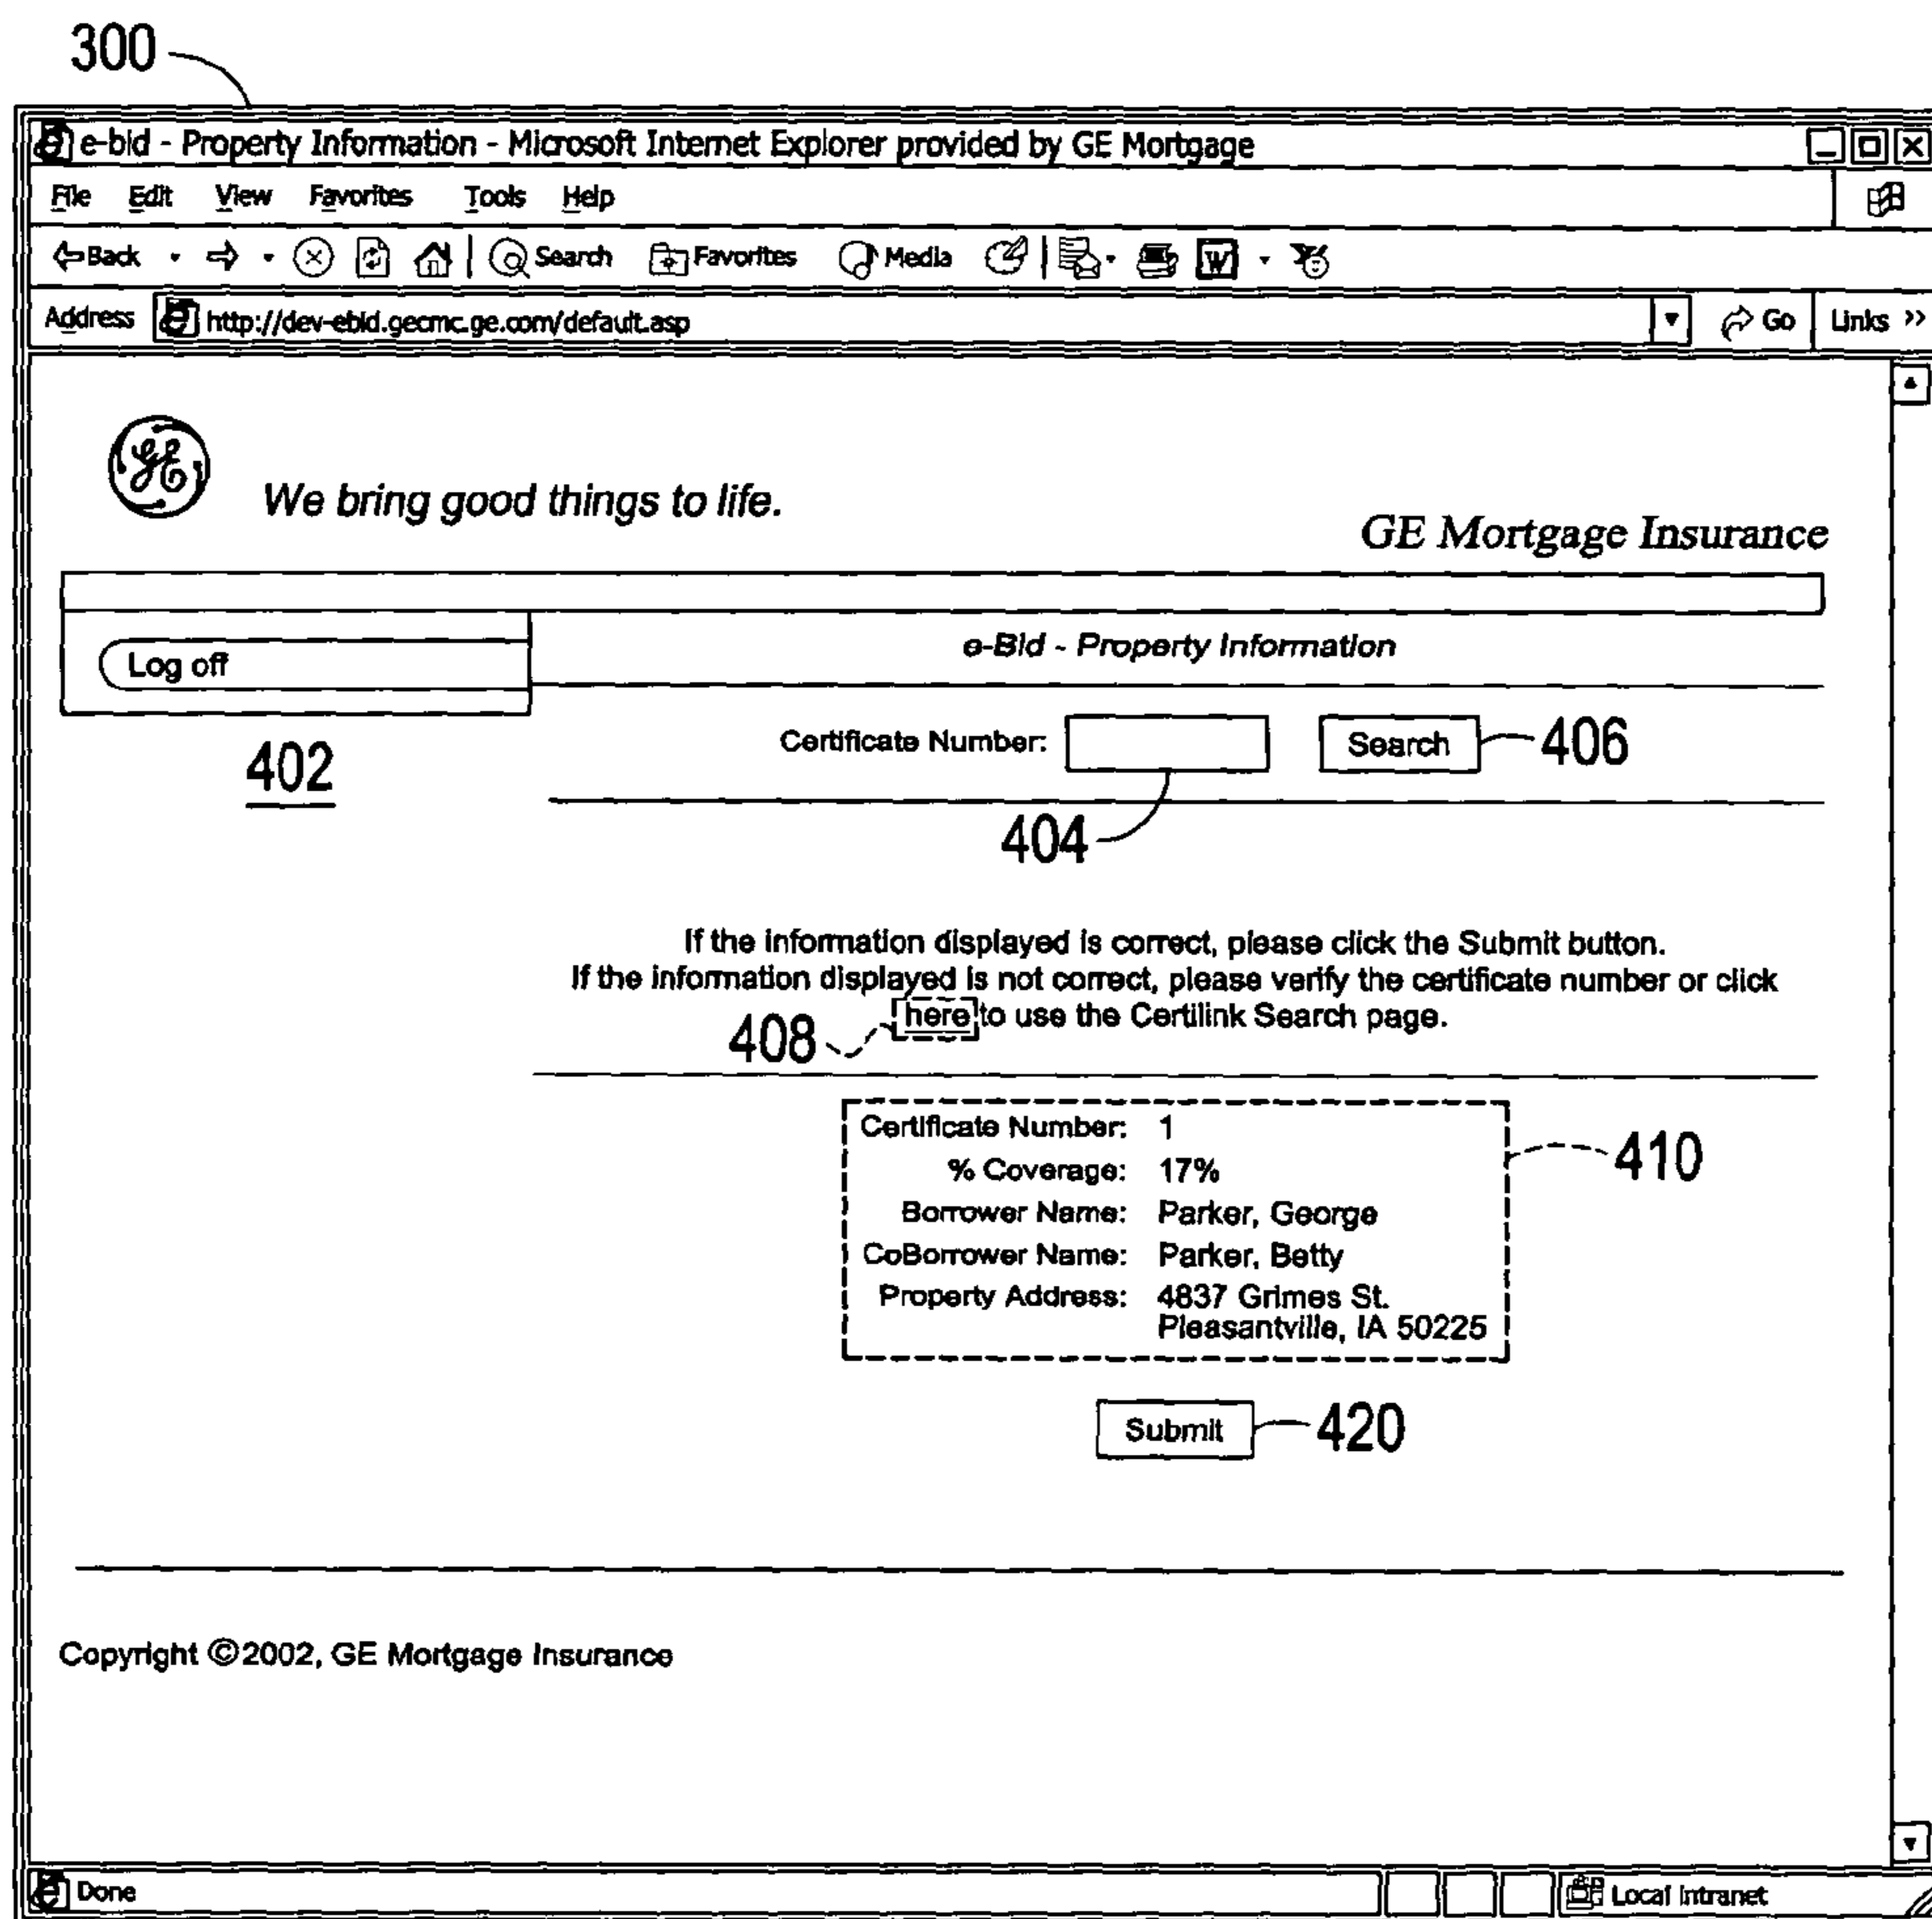 300
e-bid - Property Information - Microsoft Internet Explorer provided by GE Mortgage
File Edit View Favorites Tools Help
Back Search Favorites Media W
Address http://dev-ebid.gecmc.ge.com/default.asp Go Links >>
GE We bring good things to life.
GE Mortgage Insurance
Log off
e-Bid - Property Information
402
Certificate Number: Search 406
404
If the information displayed is correct, please click the Submit button.
If the information displayed is not correct, please verify the certificate number or click
here to use the Certilink Search page.
408
Certificate Number: 1
% Coverage: 17%
Borrower Name: Parker, George
CoBorrower Name: Parker, Betty
Property Address: 4837 Grimes St.
Pleasantville, IA 50225
410
Submit 420
Copyright ©2002, GE Mortgage Insurance
Done Local intranet